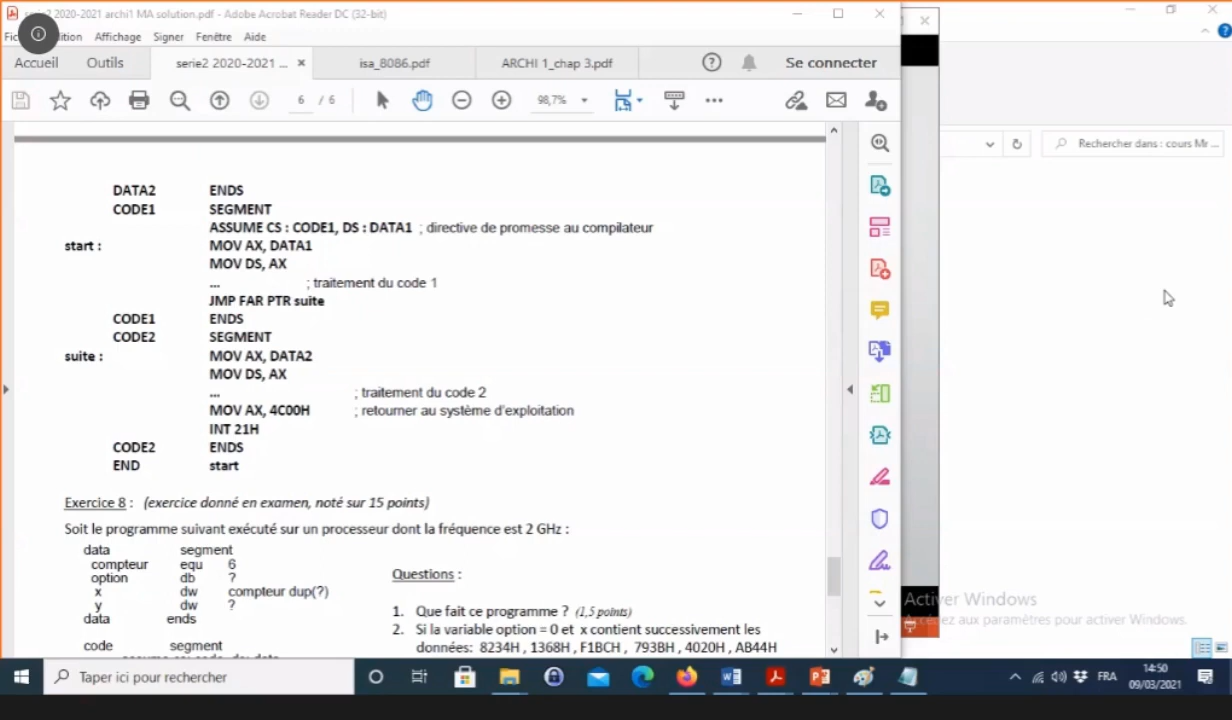 serie2 2020-2021 archi1 MA solution.pdf - Adobe Acrobat Reader DC (32-bit)
Affichage Signer Fenêtre Aide
Accueil Outils serie2 2020-2021 ... × isa_8086.pdf ARCHI 1_chap 3.pdf Se connecter
6 / 6 98,7%
Rechercher dans : cours Mr ...
DATA2 ENDS
CODE1 SEGMENT
ASSUME CS : CODE1, DS : DATA1 ; directive de promesse au compilateur
start : MOV AX, DATA1
MOV DS, AX
... ; traitement du code 1
JMP FAR PTR suite
CODE1 ENDS
CODE2 SEGMENT
suite : MOV AX, DATA2
MOV DS, AX
... ; traitement du code 2
MOV AX, 4C00H ; retourner au système d'exploitation
INT 21H
CODE2 ENDS
END start
Exercice 8 : (exercice donné en examen, noté sur 15 points)
Soit le programme suivant exécuté sur un processeur dont la fréquence est 2 GHz :
data segment
compteur equ 6
option db ?
x dw compteur dup(?)
y dw ?
data ends
code segment
Questions :
1. Que fait ce programme ? (1,5 points)
2. Si la variable option = 0 et x contient successivement les
données: 8234H , 1368H , F1BCH , 793BH , 4020H , AB44H
Activer Windows
Accédez aux paramètres pour activer Windows.
Taper ici pour rechercher
FRA
14:50
09/03/2021